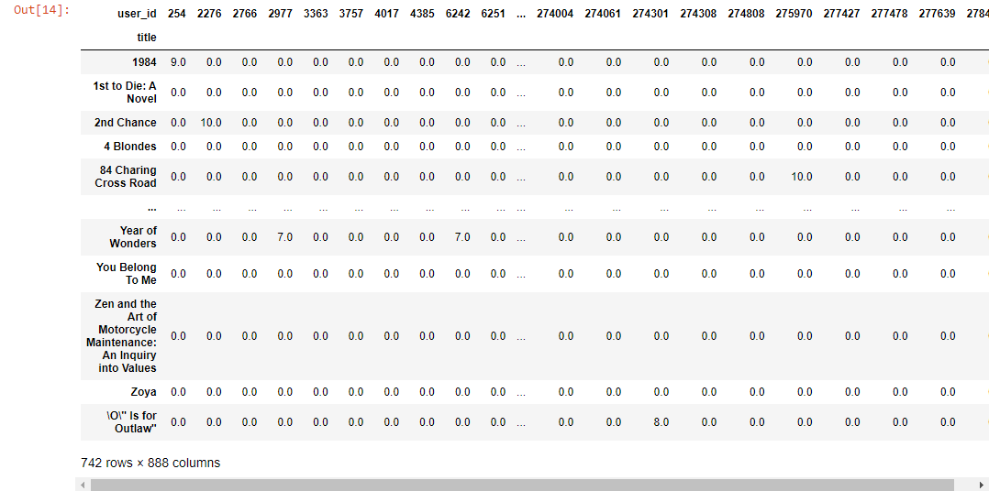 Out[14]:
user_id 254 2276 2766 2977 3363 3757 4017 4385 6242 6251 ... 274004 274061 274301 274308 274808 275970 277427 277478 277639 2784
title
1984 9.0 0.0 0.0 0.0 0.0 0.0 0.0 0.0 0.0 0.0 ... 0.0 0.0 0.0 0.0 0.0 0.0 0.0 0.0 0.0
1st to Die: A
Novel 0.0 0.0 0.0 0.0 0.0 0.0 0.0 0.0 0.0 0.0 ... 0.0 0.0 0.0 0.0 0.0 0.0 0.0 0.0 0.0
2nd Chance 0.0 10.0 0.0 0.0 0.0 0.0 0.0 0.0 0.0 0.0 ... 0.0 0.0 0.0 0.0 0.0 0.0 0.0 0.0 0.0
4 Blondes 0.0 0.0 0.0 0.0 0.0 0.0 0.0 0.0 0.0 0.0 ... 0.0 0.0 0.0 0.0 0.0 0.0 0.0 0.0 0.0
84 Charing
Cross Road 0.0 0.0 0.0 0.0 0.0 0.0 0.0 0.0 0.0 0.0 ... 0.0 0.0 0.0 0.0 0.0 10.0 0.0 0.0 0.0
... ... ... ... ... ... ... ... ... ... ... ... ... ... ... ... ... ... ... ... ...
Year of
Wonders 0.0 0.0 0.0 7.0 0.0 0.0 0.0 0.0 7.0 0.0 ... 0.0 0.0 0.0 0.0 0.0 0.0 0.0 0.0 0.0
You Belong
To Me 0.0 0.0 0.0 0.0 0.0 0.0 0.0 0.0 0.0 0.0 ... 0.0 0.0 0.0 0.0 0.0 0.0 0.0 0.0 0.0
Zen and the
Art of
Motorcycle
Maintenance: 0.0 0.0 0.0 0.0 0.0 0.0 0.0 0.0 0.0 0.0 ... 0.0 0.0 0.0 0.0 0.0 0.0 0.0 0.0 0.0
An Inquiry
into Values
Zoya 0.0 0.0 0.0 0.0 0.0 0.0 0.0 0.0 0.0 0.0 ... 0.0 0.0 0.0 0.0 0.0 0.0 0.0 0.0 0.0
\O\" Is for
Outlaw" 0.0 0.0 0.0 0.0 0.0 0.0 0.0 0.0 0.0 0.0 ... 0.0 0.0 8.0 0.0 0.0 0.0 0.0 0.0 0.0
742 rows × 888 columns